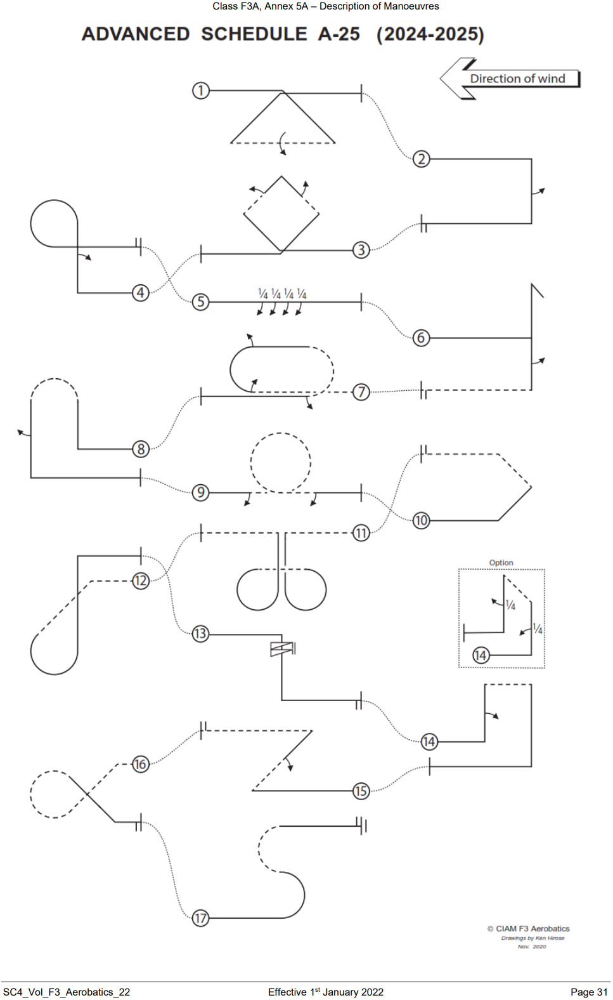 Class F3A, Annex 5A – Description of Manoeuvres
ADVANCED SCHEDULE A-25 (2024-2025)
Direction of wind
1
2
3
4
5
¼ ¼ ¼ ¼
6
7
8
9
10
11
12
Option
¼
¼
14
13
14
15
16
17
© CIAM F3 Aerobatics
Drawings by Ken Hirose
Nov. 2020
SC4_Vol_F3_Aerobatics_22 Effective 1st January 2022 Page 31